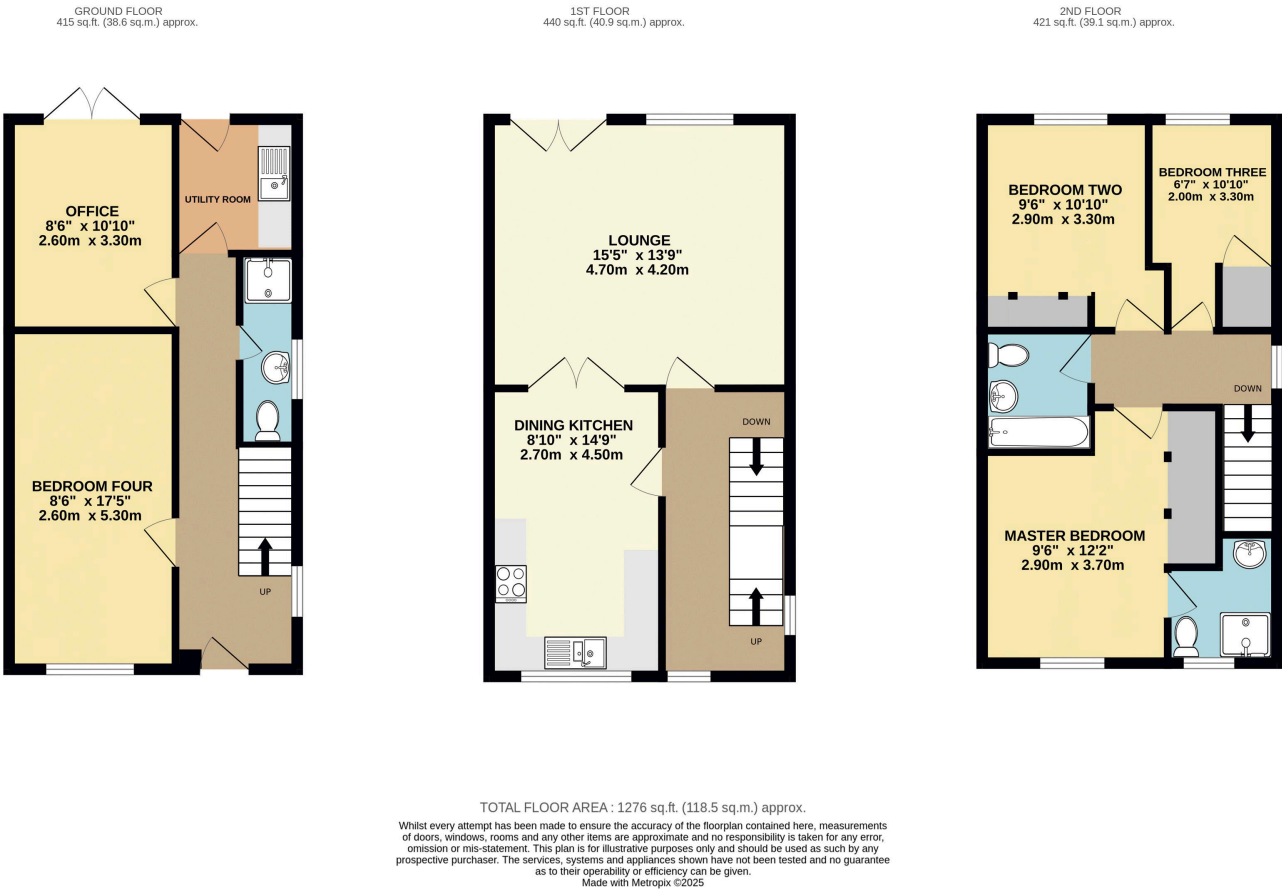 GROUND FLOOR
415 sq.ft. (38.6 sq.m.) approx.
OFFICE
8'6" x 10'10"
2.60m x 3.30m
UTILITY ROOM
BEDROOM FOUR
8'6" x 17'5"
2.60m x 5.30m
UP
1ST FLOOR
440 sq.ft. (40.9 sq.m.) approx.
LOUNGE
15'5" x 13'9"
4.70m x 4.20m
DINING KITCHEN
8'10" x 14'9"
2.70m x 4.50m
DOWN
UP
2ND FLOOR
421 sq.ft. (39.1 sq.m.) approx.
BEDROOM TWO
9'6" x 10'10"
2.90m x 3.30m
BEDROOM THREE
6'7" x 10'10"
2.00m x 3.30m
DOWN
MASTER BEDROOM
9'6" x 12'2"
2.90m x 3.70m
TOTAL FLOOR AREA : 1276 sq.ft. (118.5 sq.m.) approx.
Whilst every attempt has been made to ensure the accuracy of the floorplan contained here, measurements
of doors, windows, rooms and any other items are approximate and no responsibility is taken for any error,
omission or mis-statement. This plan is for illustrative purposes only and should be used as such by any
prospective purchaser. The services, systems and appliances shown have not been tested and no guarantee
as to their operability or efficiency can be given.
Made with Metropix ©2025